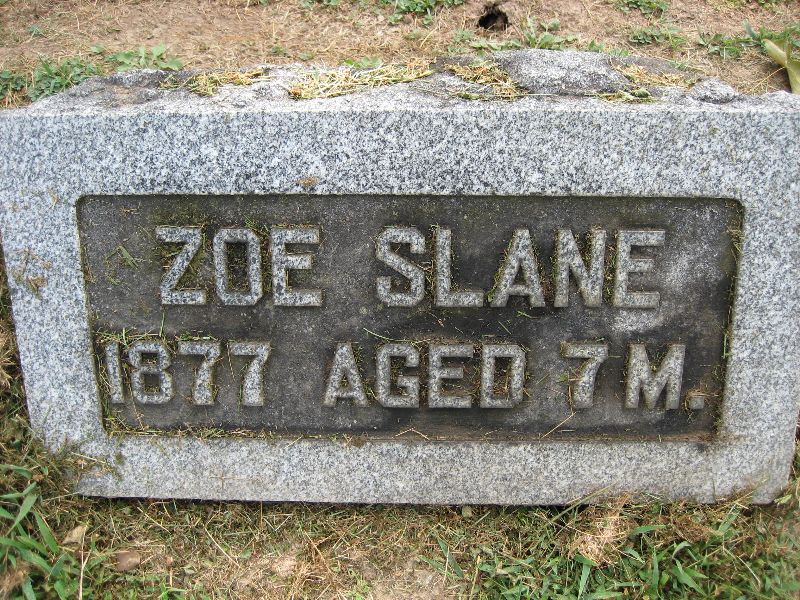 ZOE SLANE
1877 AGED 7 M.